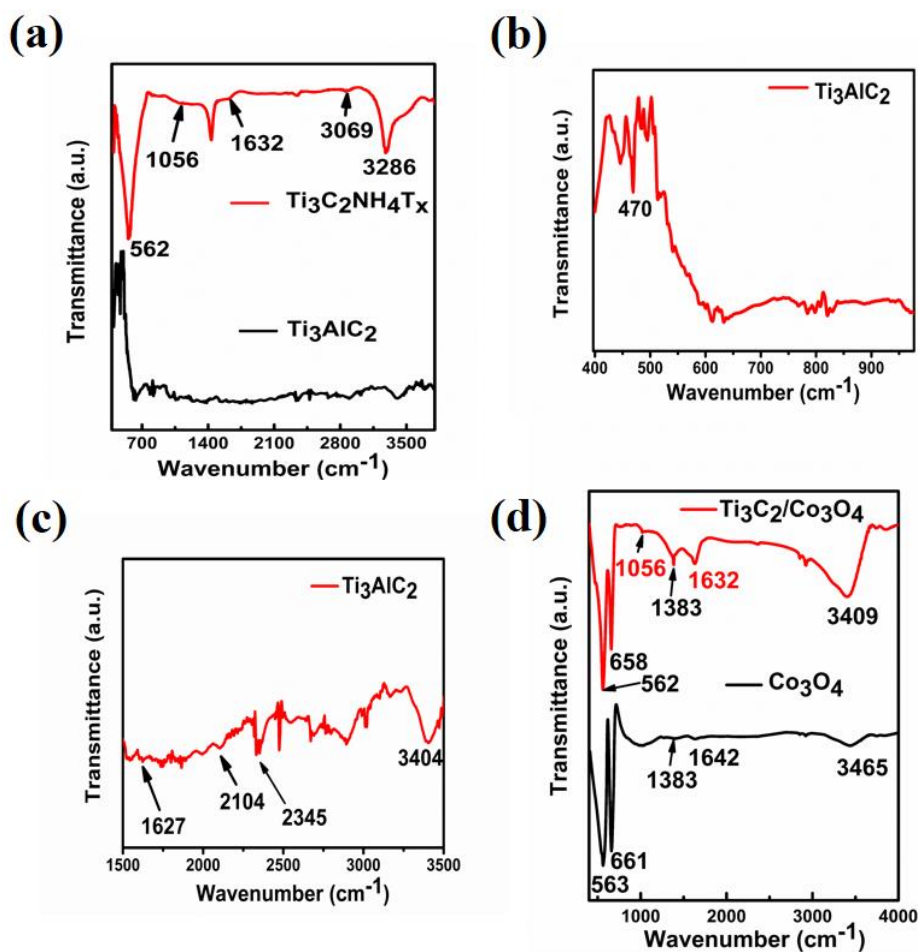 (a)
1056
1632
3069
3286
Ti₃C₂NH₄Tₓ
562
Ti₃AlC₂
Transmittance (a.u.)
700 1400 2100 2800 3500
Wavenumber (cm⁻¹)
(b)
Ti₃AlC₂
470
Transmittance (a.u.)
400 500 600 700 800 900
Wavenumber (cm⁻¹)
(c)
Ti₃AlC₂
1627
2104
2345
3404
Transmittance (a.u.)
1500 2000 2500 3000 3500
Wavenumber (cm⁻¹)
(d)
Ti₃C₂/Co₃O₄
1056
1383
1632
3409
658
562
Co₃O₄
1383
1642
3465
661
563
Transmittance (a.u.)
1000 2000 3000 4000
Wavenumber (cm⁻¹)